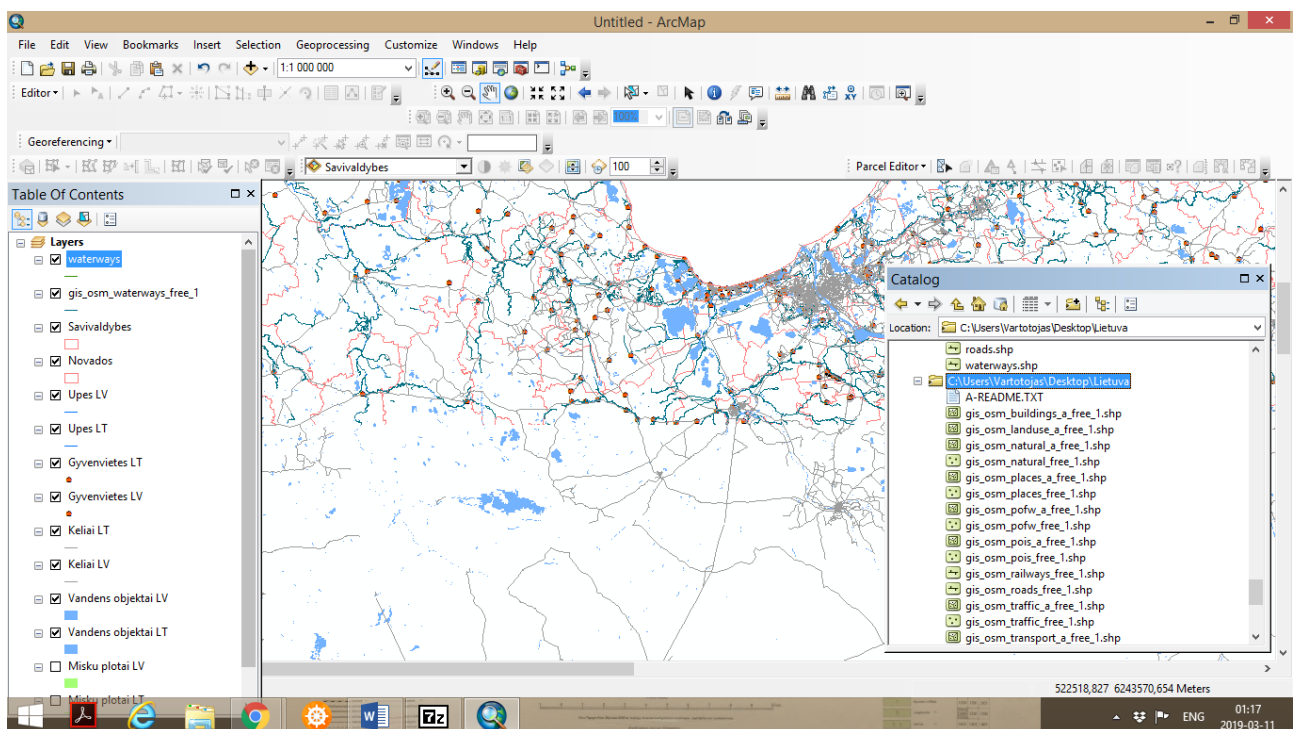 Untitled - ArcMap
File Edit View Bookmarks Insert Selection Geoprocessing Customize Windows Help
1:1 000 000
Editor
100%
Georeferencing
Savivaldybes 100 Parcel Editor
Table Of Contents
Layers
waterways
gis_osm_waterways_free_1
Savivaldybes
Novados
Upes LV
Upes LT
Gyvenvietes LT
Gyvenvietes LV
Keliai LT
Keliai LV
Vandens objektai LV
Vandens objektai LT
Misku plotai LV
Misku plotai LT
Catalog
Location: C:\Users\Vartotojas\Desktop\Lietuva
roads.shp
waterways.shp
C:\Users\Vartotojas\Desktop\Lietuva
A-README.TXT
gis_osm_buildings_a_free_1.shp
gis_osm_landuse_a_free_1.shp
gis_osm_natural_a_free_1.shp
gis_osm_natural_free_1.shp
gis_osm_places_a_free_1.shp
gis_osm_places_free_1.shp
gis_osm_pofw_a_free_1.shp
gis_osm_pofw_free_1.shp
gis_osm_pois_a_free_1.shp
gis_osm_pois_free_1.shp
gis_osm_railways_free_1.shp
gis_osm_roads_free_1.shp
gis_osm_traffic_a_free_1.shp
gis_osm_traffic_free_1.shp
gis_osm_transport_a_free_1.shp
522518,827 6243570,654 Meters
7z
ENG
01:17
2019-03-11